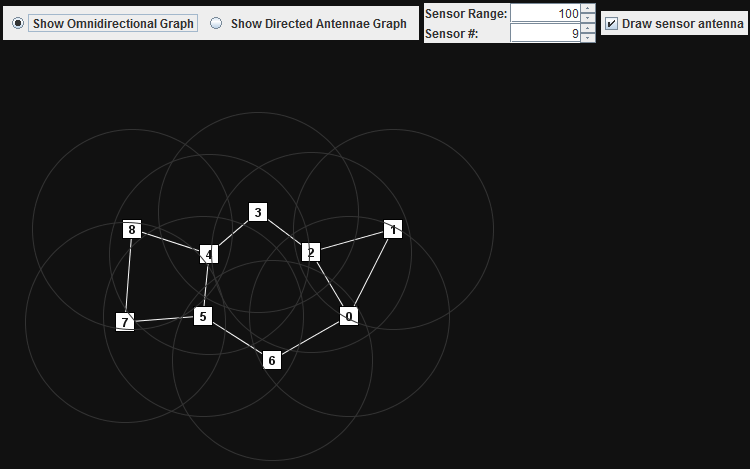 Show Omnidirectional Graph Show Directed Antennae Graph Sensor Range: 100 Draw sensor antenna
Sensor #: 9
3
8 1
4 2
7 5 0
6